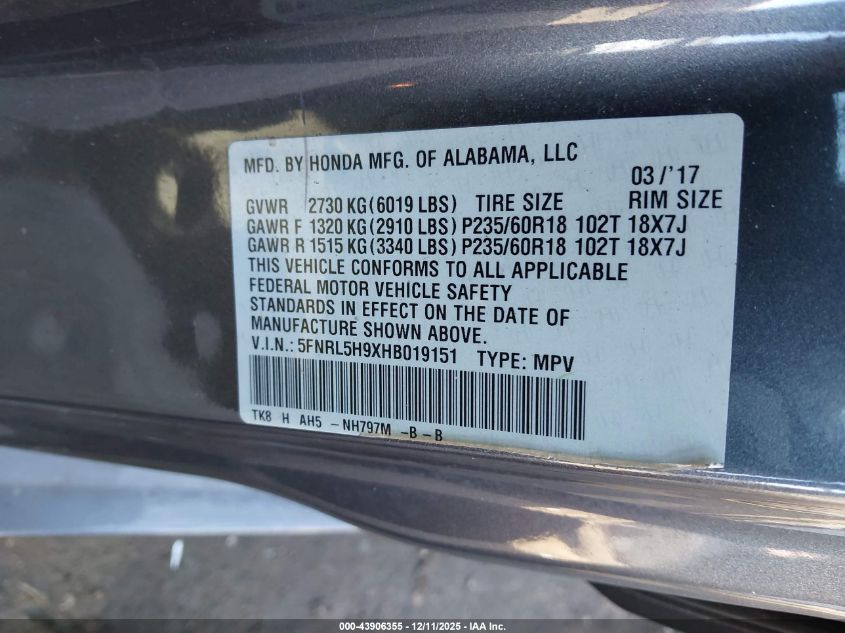 MFD. BY HONDA MFG. OF ALABAMA, LLC
03/'17
GVWR 2730 KG(6019 LBS) TIRE SIZE RIM SIZE
GAWR F 1320 KG(2910 LBS) P235/60R18 102T 18X7J
GAWR R 1515 KG(3340 LBS) P235/60R18 102T 18X7J
THIS VEHICLE CONFORMS TO ALL APPLICABLE
FEDERAL MOTOR VEHICLE SAFETY
STANDARDS IN EFFECT ON THE DATE OF
MANUFACTURE SHOWN ABOVE.
V.I.N.: 5FNRL5H9XHB019151 TYPE: MPV
TK8 H AH5 -NH797M -B-B
000-43906355 - 12/11/2025 - IAA Inc.